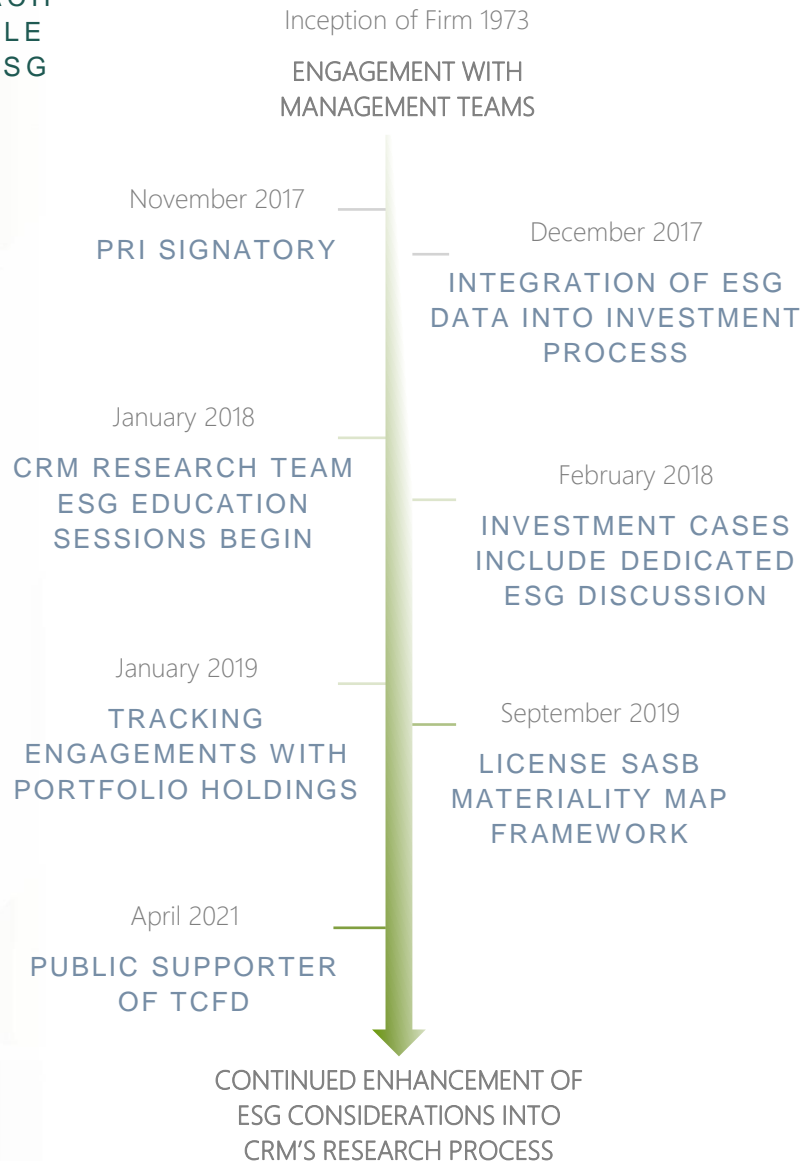 LE
SG
Inception of Firm 1973
ENGAGEMENT WITH
MANAGEMENT TEAMS
November 2017
PRI SIGNATORY
December 2017
INTEGRATION OF ESG
DATA INTO INVESTMENT
PROCESS
January 2018
CRM RESEARCH TEAM
ESG EDUCATION
SESSIONS BEGIN
February 2018
INVESTMENT CASES
INCLUDE DEDICATED
ESG DISCUSSION
January 2019
TRACKING
ENGAGEMENTS WITH
PORTFOLIO HOLDINGS
September 2019
LICENSE SASB
MATERIALITY MAP
FRAMEWORK
April 2021
PUBLIC SUPPORTER
OF TCFD
CONTINUED ENHANCEMENT OF
ESG CONSIDERATIONS INTO
CRM'S RESEARCH PROCESS